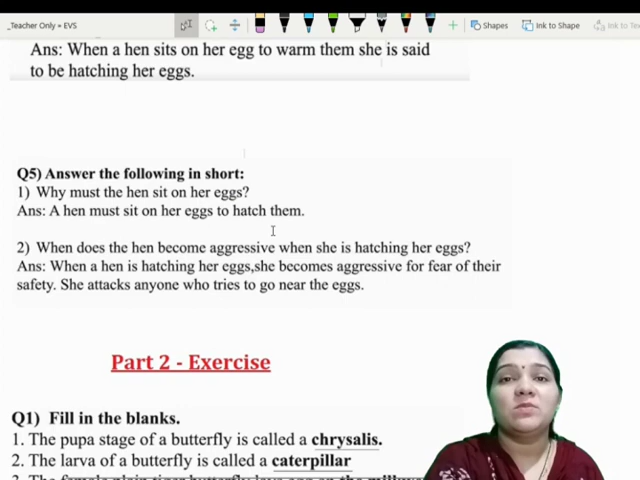 _Teacher Only » EVS
Shapes
Ink to Shape
Ink to Te
Ans: When a hen sits on her egg to warm them she is said
to be hatching her eggs.
Q5) Answer the following in short:
1) Why must the hen sit on her eggs?
Ans: A hen must sit on her eggs to hatch them.
2) When does the hen become aggressive when she is hatching her eggs?
Ans: When a hen is hatching her eggs,she becomes aggressive for fear of their
safety. She attacks anyone who tries to go near the eggs.
Part 2 - Exercise
Q1) Fill in the blanks.
1. The pupa stage of a butterfly is called a chrysalis.
2. The larva of a butterfly is called a caterpillar